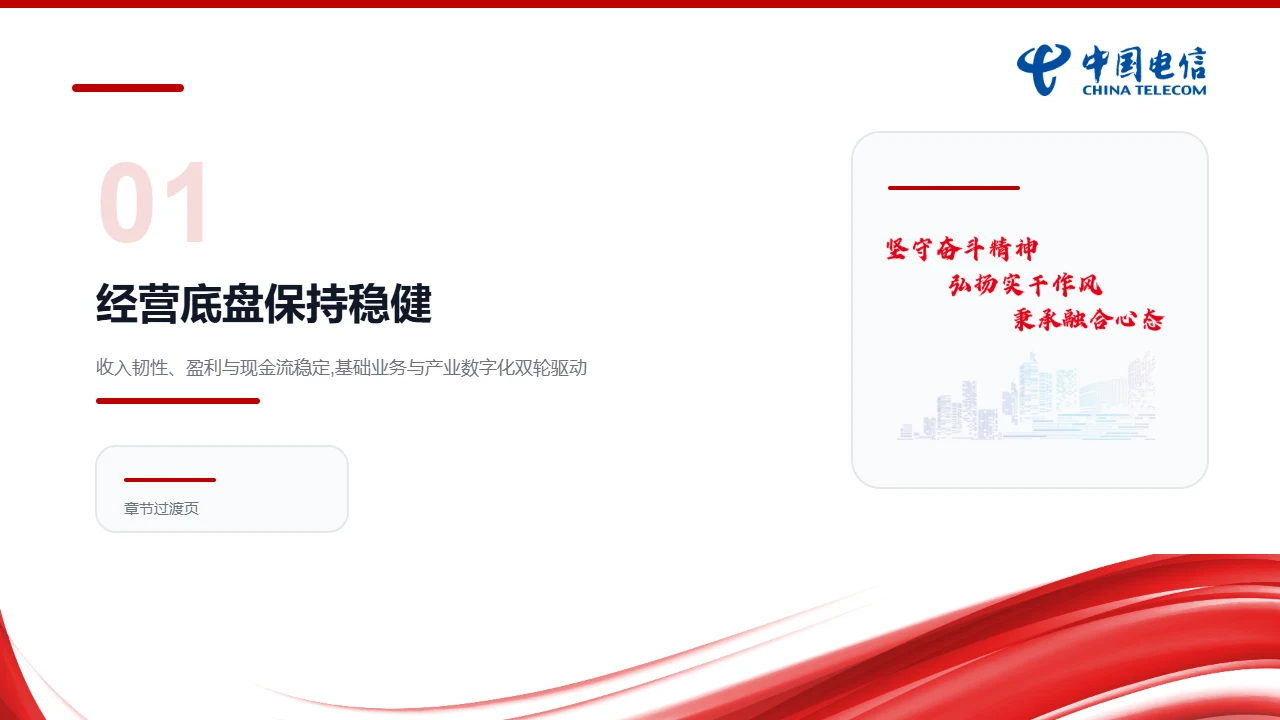 中国电信
CHINA TELECOM
01
经营底盘保持稳健
收入韧性、盈利与现金流稳定,基础业务与产业数字化双轮驱动
章节过渡页
坚守奋斗精神
弘扬实干作风
秉承融合心态